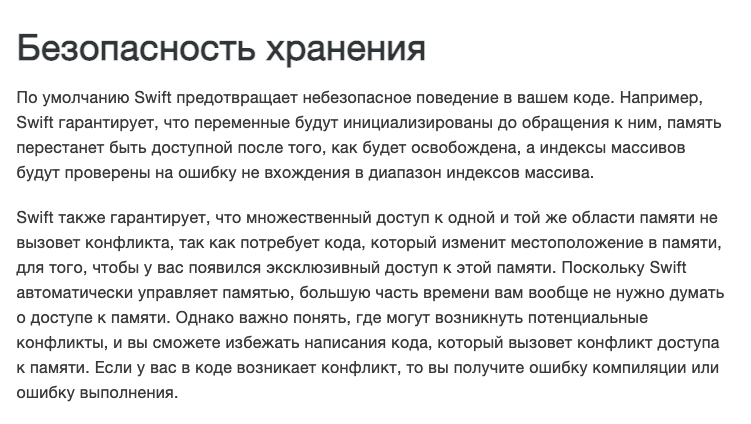 Безопасность хранения
По умолчанию Swift предотвращает небезопасное поведение в вашем коде. Например,
Swift гарантирует, что переменные будут инициализированы до обращения к ним, память
перестанет быть доступной после того, как будет освобождена, а индексы массивов
будут проверены на ошибку не вхождения в диапазон индексов массива.
Swift также гарантирует, что множественный доступ к одной и той же области памяти не
вызовет конфликта, так как потребует кода, который изменит местоположение в памяти,
для того, чтобы у вас появился эксклюзивный доступ к этой памяти. Поскольку Swift
автоматически управляет памятью, большую часть времени вам вообще не нужно думать
о доступе к памяти. Однако важно понять, где могут возникнуть потенциальные
конфликты, и вы сможете избежать написания кода, который вызовет конфликт доступа
к памяти. Если у вас в коде возникает конфликт, то вы получите ошибку компиляции или
ошибку выполнения.